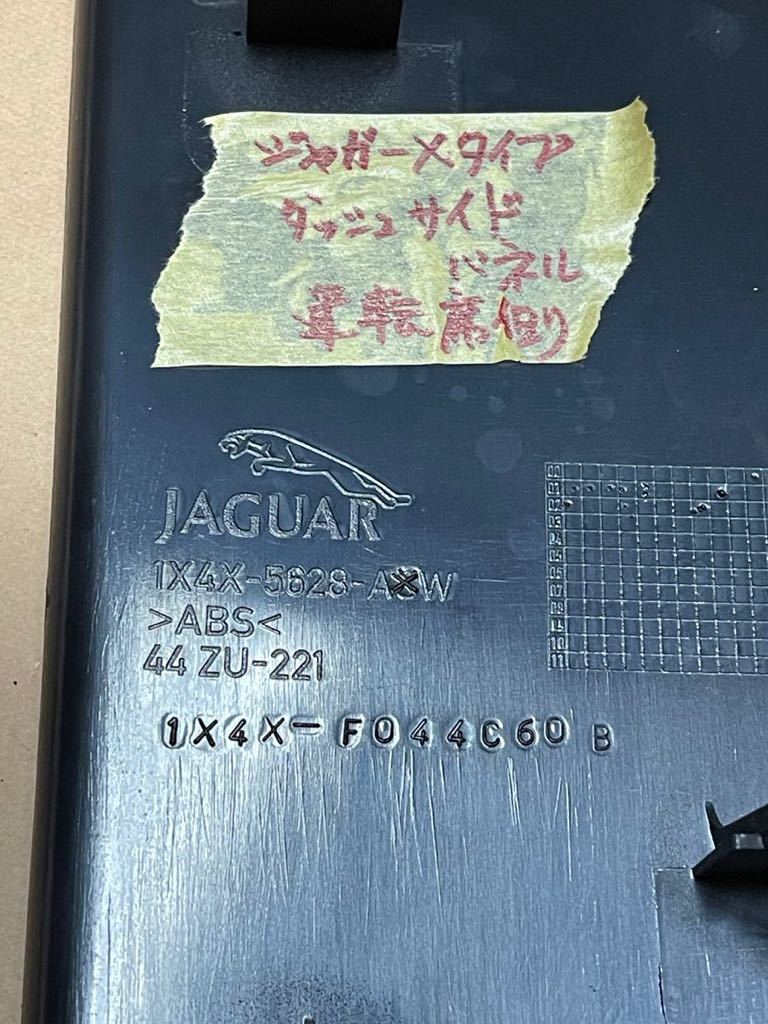 ジャガーXタイプ
ダッシュサイド
パネル
運転席側
JAGUAR
1X4X-5628-A
W
>ABS<
44 ZU-221
1X4X-F044C60 B